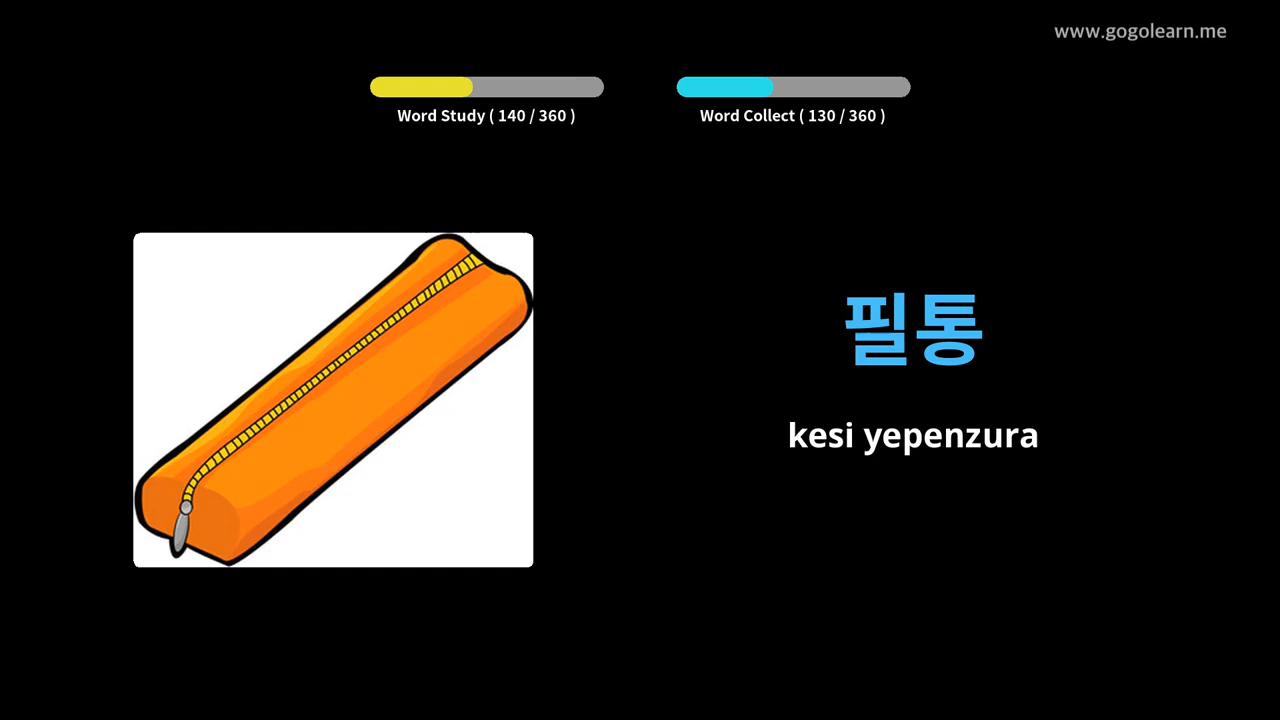 www.gogolearn.me
Word Study ( 140 / 360 )
Word Collect ( 130 / 360 )
필통
kesi yepenzura